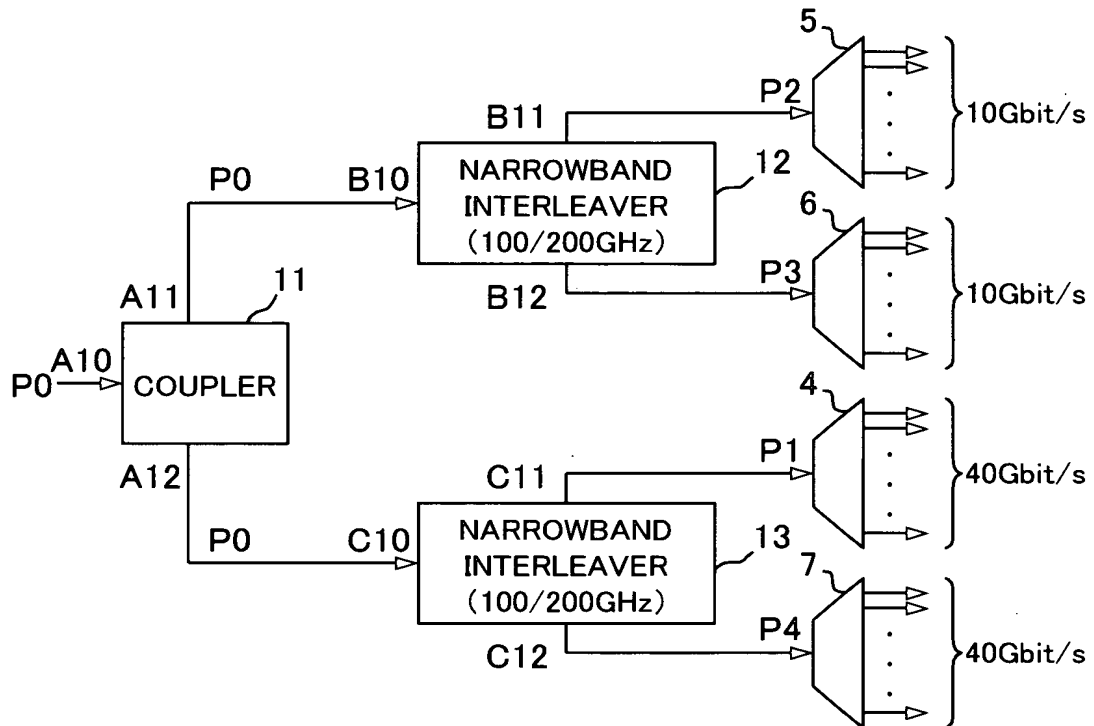 5
P2
10Gbit/s
B11
12
P0
B10
NARROWBAND
INTERLEAVER
(100/200GHz)
6
P3
10Gbit/s
B12
A11
11
P0
A10
COUPLER
4
P1
40Gbit/s
A12
C11
13
P0
C10
NARROWBAND
INTERLEAVER
(100/200GHz)
7
P4
40Gbit/s
C12